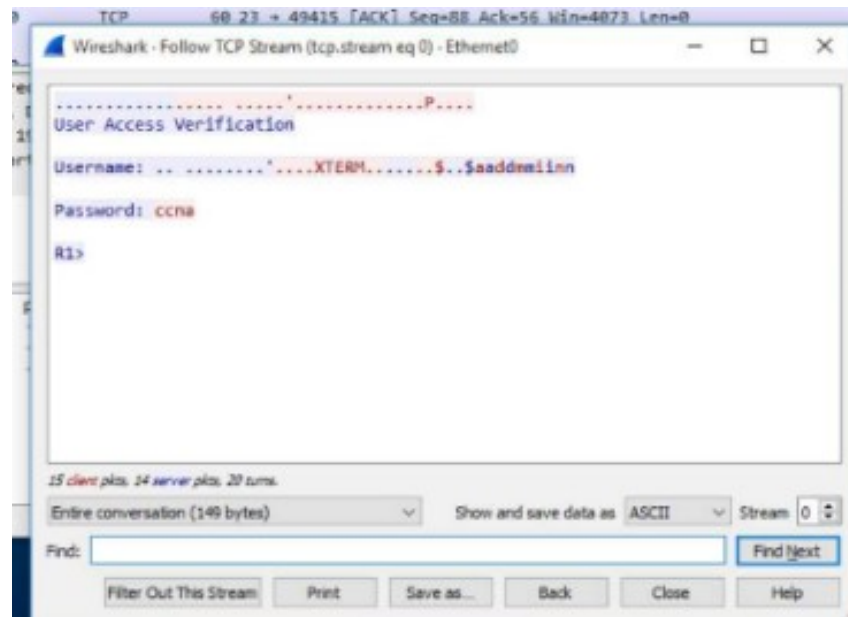 TCP 60 23 → 49415 [ACK] Seq=88 Ack=56 Win=4073 Len=0
Wireshark · Follow TCP Stream (tcp.stream eq 0) · Ethernet0
................. .....'.............P....
User Access Verification
Username: .. ........'....XTERM.......$..$aaddmmiinn
Password: ccna
R1>
15 client pkts, 14 server pkts, 20 turns.
Entire conversation (149 bytes) Show and save data as ASCII Stream 0
Find: Find Next
Filter Out This Stream Print Save as... Back Close Help